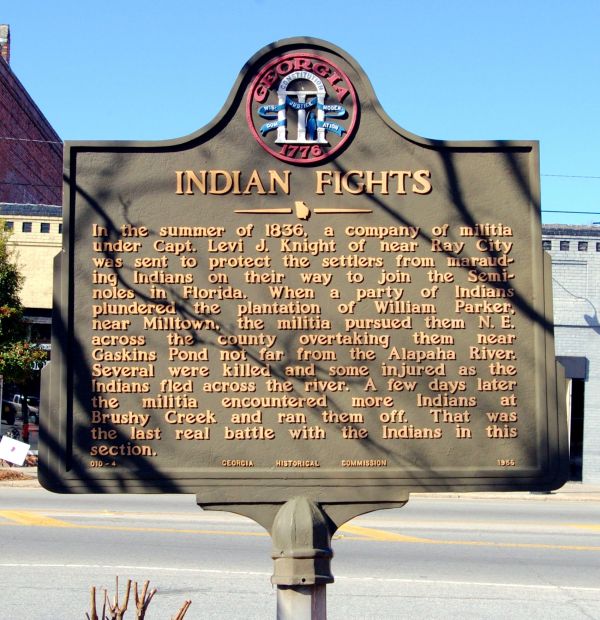 GEORGIA
CONSTITUTION
WISDOM JUSTICE MODERATION
1776
INDIAN FIGHTS
In the summer of 1836, a company of militia
under Capt. Levi J. Knight of near Ray City
was sent to protect the settlers from maraud-
ing Indians on their way to join the Semi-
noles in Florida. When a party of Indians
plundered the plantation of William Parker,
near Milltown, the militia pursued them N. E.
across the county overtaking them near
Gaskins Pond not far from the Alapaha River.
Several were killed and some injured as the
Indians fled across the river. A few days later
the militia encountered more Indians at
Brushy Creek and ran them off. That was
the last real battle with the Indians in this
section.
010-4 GEORGIA HISTORICAL COMMISSION 1966